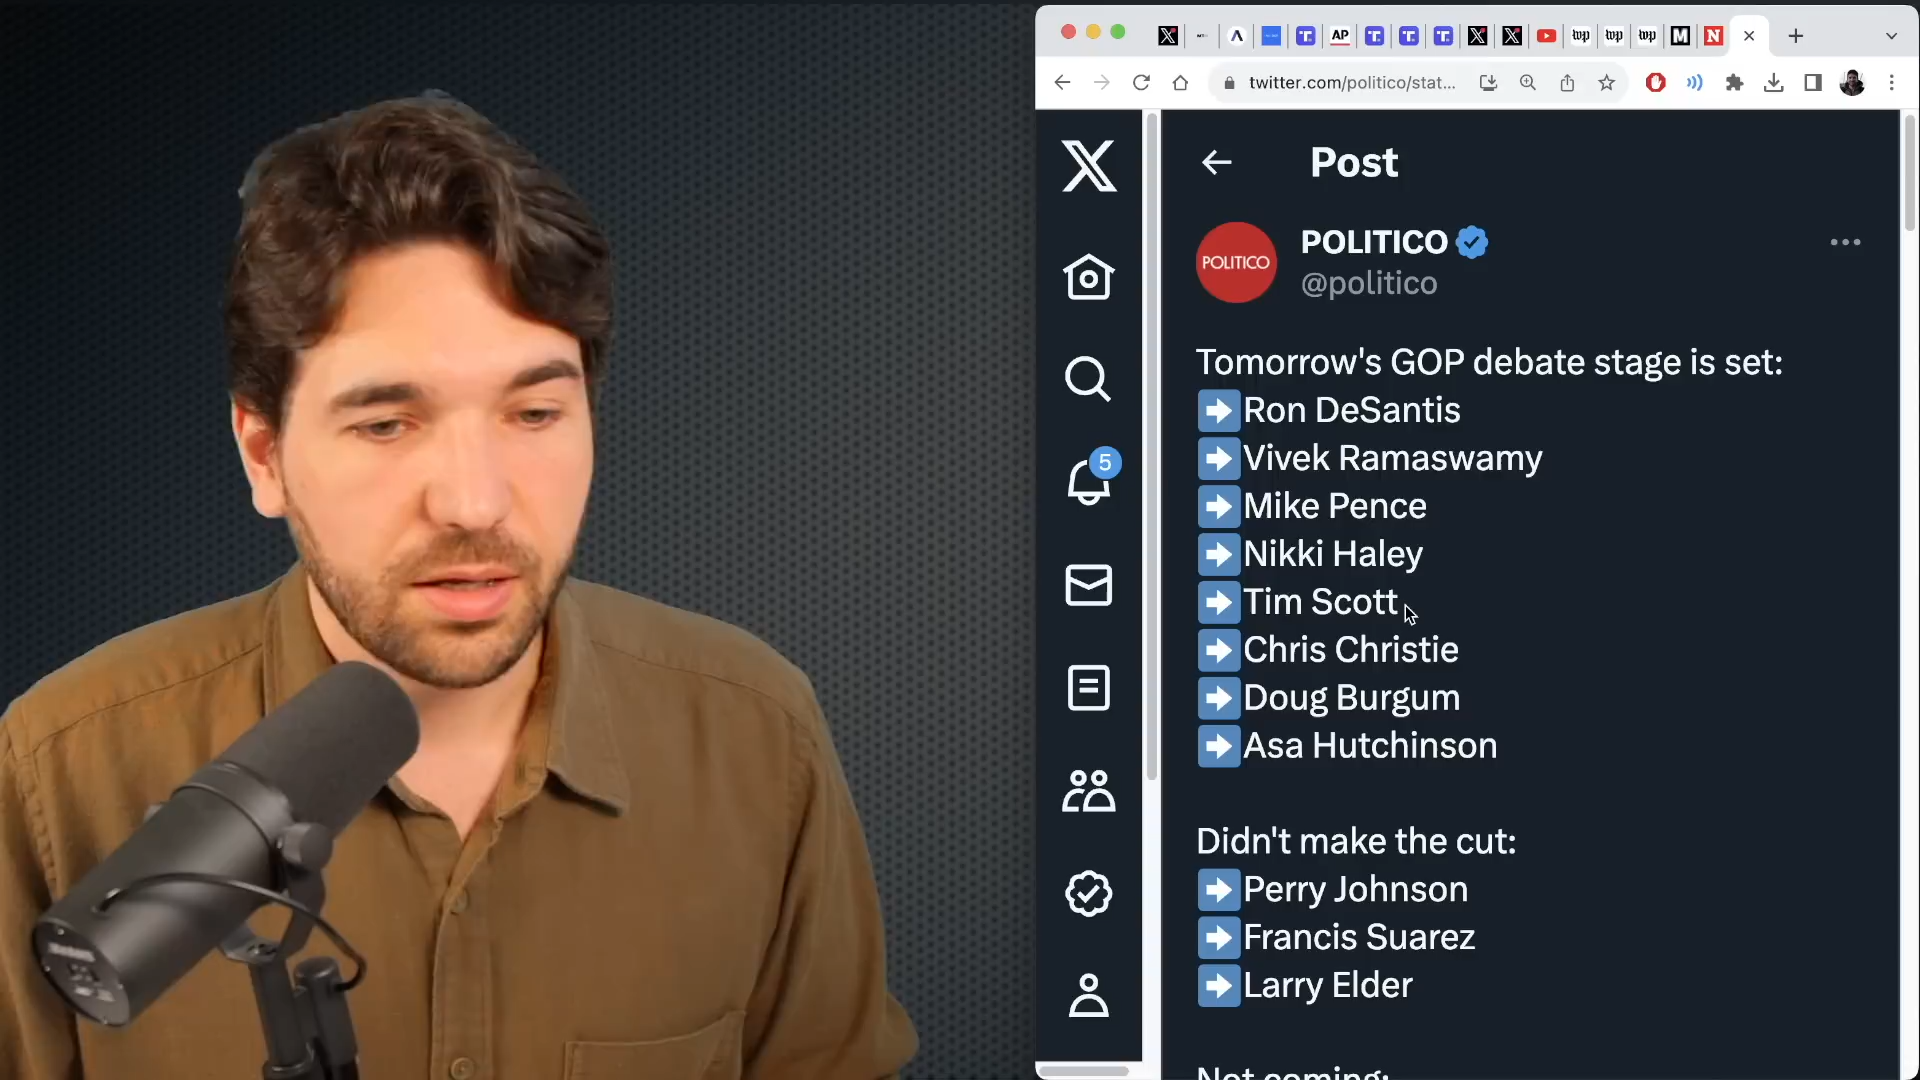 twitter.com/politico/stat...
Post
POLITICO
POLITICO
@politico
5
Tomorrow's GOP debate stage is set:
Ron DeSantis
Vivek Ramaswamy
Mike Pence
Nikki Haley
Tim Scott
Chris Christie
Doug Burgum
Asa Hutchinson
Didn't make the cut:
Perry Johnson
Francis Suarez
Larry Elder
Not coming: